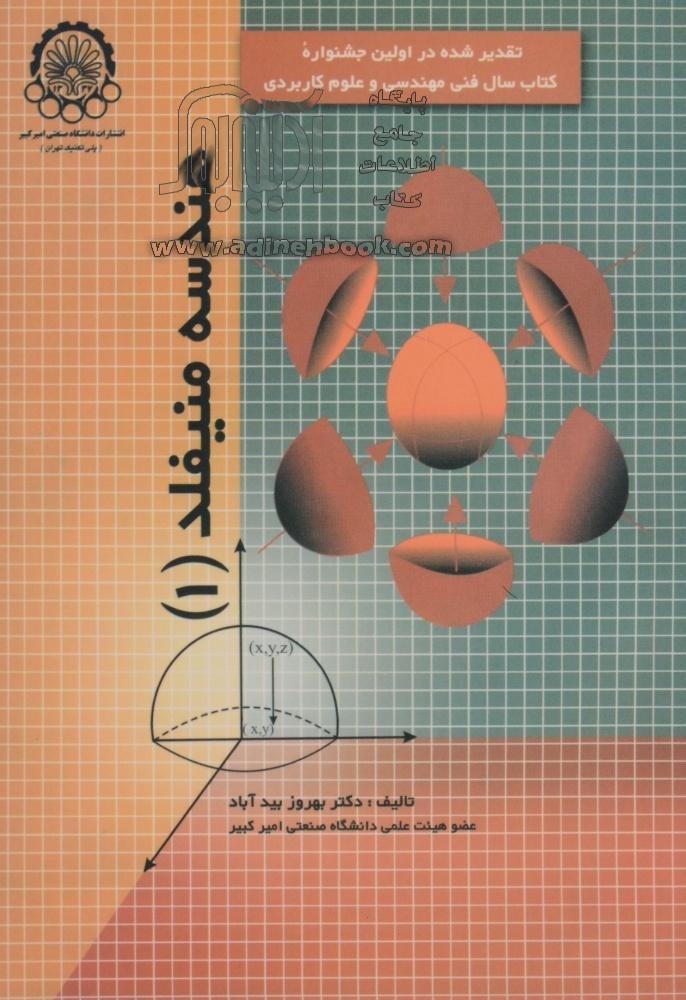 تقدیر شده در اولین جشنوارهٔ
کتاب سال فنی مهندسی و علوم کاربردی
انتشارات دانشگاه صنعتی امیرکبیر
( پلی تکنیک تهران )
پایگاه
جامع
اطلاعات
کتاب
آدینه بوک
www.adinehbook.com
هندسه منیفلد (۱)
(x,y,z)
( x,y)
تالیف : دکتر بهروز بید آباد
عضو هیئت علمی دانشگاه صنعتی امیر کبیر